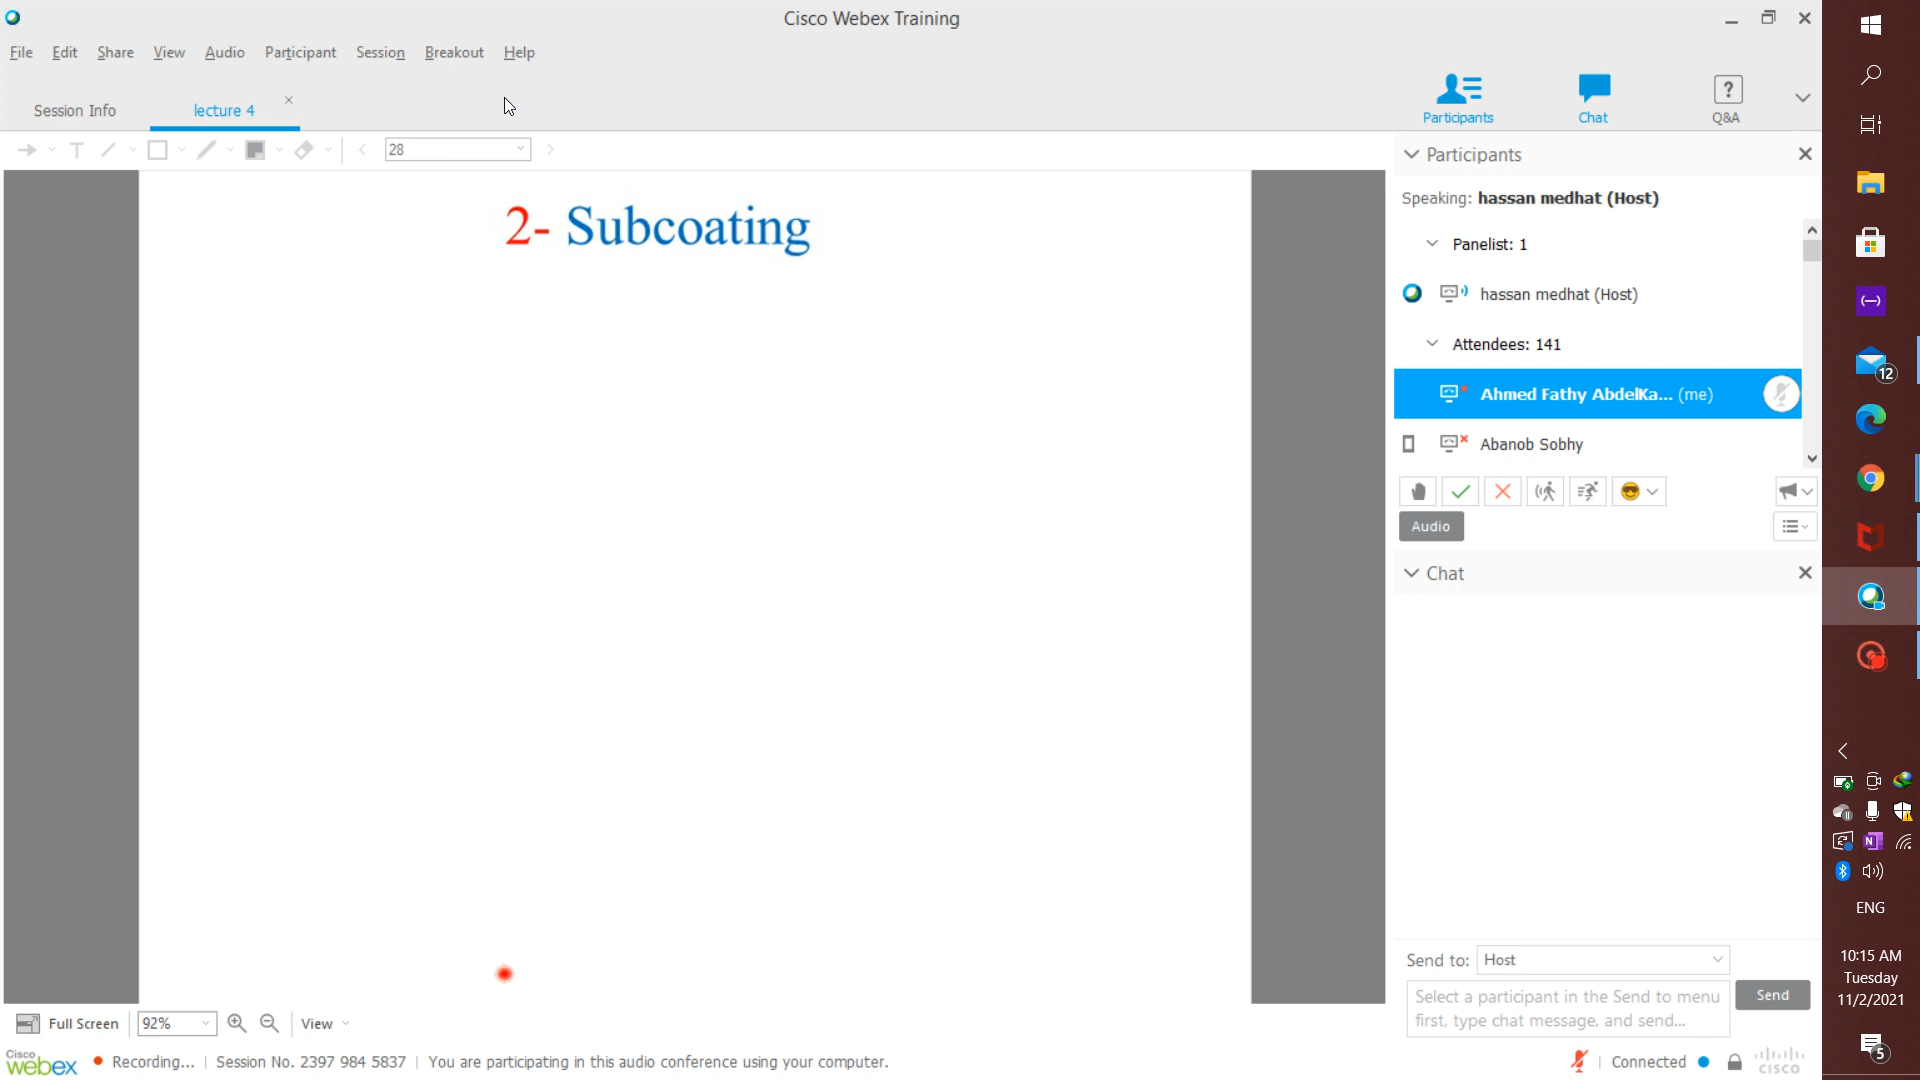 Cisco Webex Training
File Edit Share View Audio Participant Session Breakout Help
Session Info
lecture 4
Participants
Chat
?
Q&A
T
28
2- Subcoating
Participants
Speaking: hassan medhat (Host)
Panelist: 1
hassan medhat (Host)
Attendees: 141
Ahmed Fathy AbdelKa... (me)
Abanob Sobhy
Audio
Chat
Send to: Host
Select a participant in the Send to menu
first, type chat message, and send...
Send
Full Screen
92%
View
Cisco
webex
Recording...
Session No. 2397 984 5837
You are participating in this audio conference using your computer.
Connected
CISCO
12
N
ENG
10:15 AM
Tuesday
11/2/2021
5